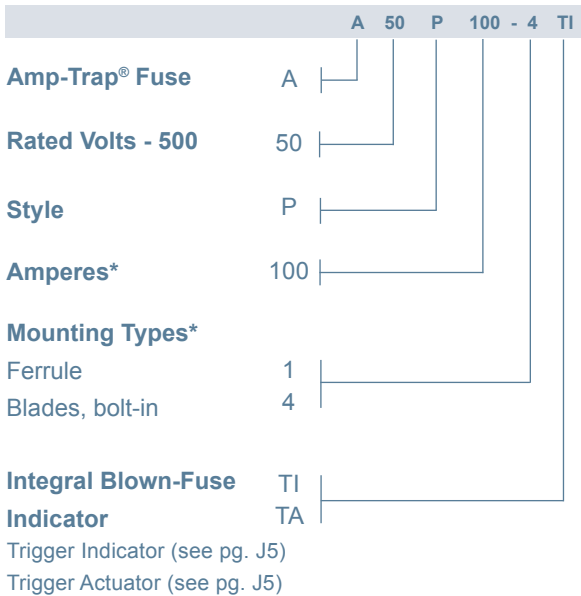 A 50 P 100 - 4 TI
Amp-Trap® Fuse A
Rated Volts - 500 50
Style P
Amperes* 100
Mounting Types*
Ferrule 1
Blades, bolt-in 4
Integral Blown-Fuse TI
Indicator TA
Trigger Indicator (see pg. J5)
Trigger Actuator (see pg. J5)